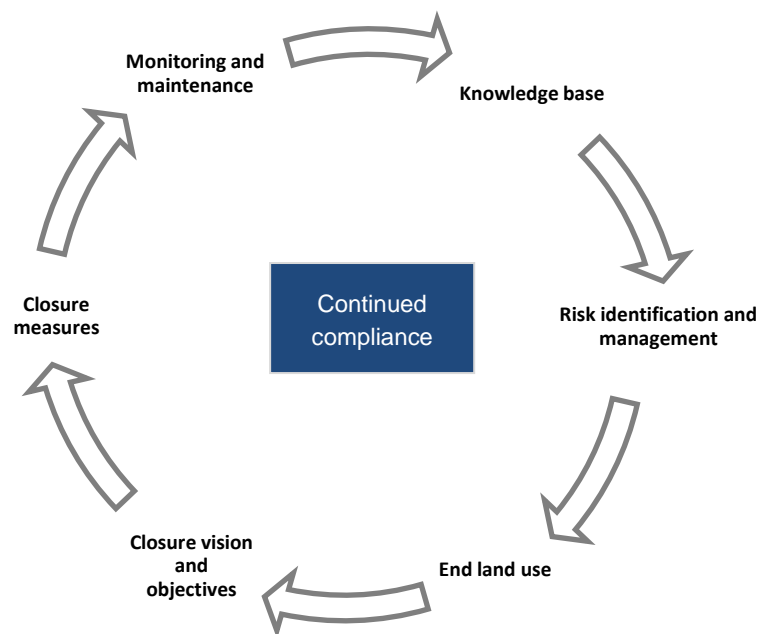 Monitoring and
maintenance
Knowledge base
Risk identification and
management
End land use
Closure vision
and
objectives
Closure
measures
Continued
compliance